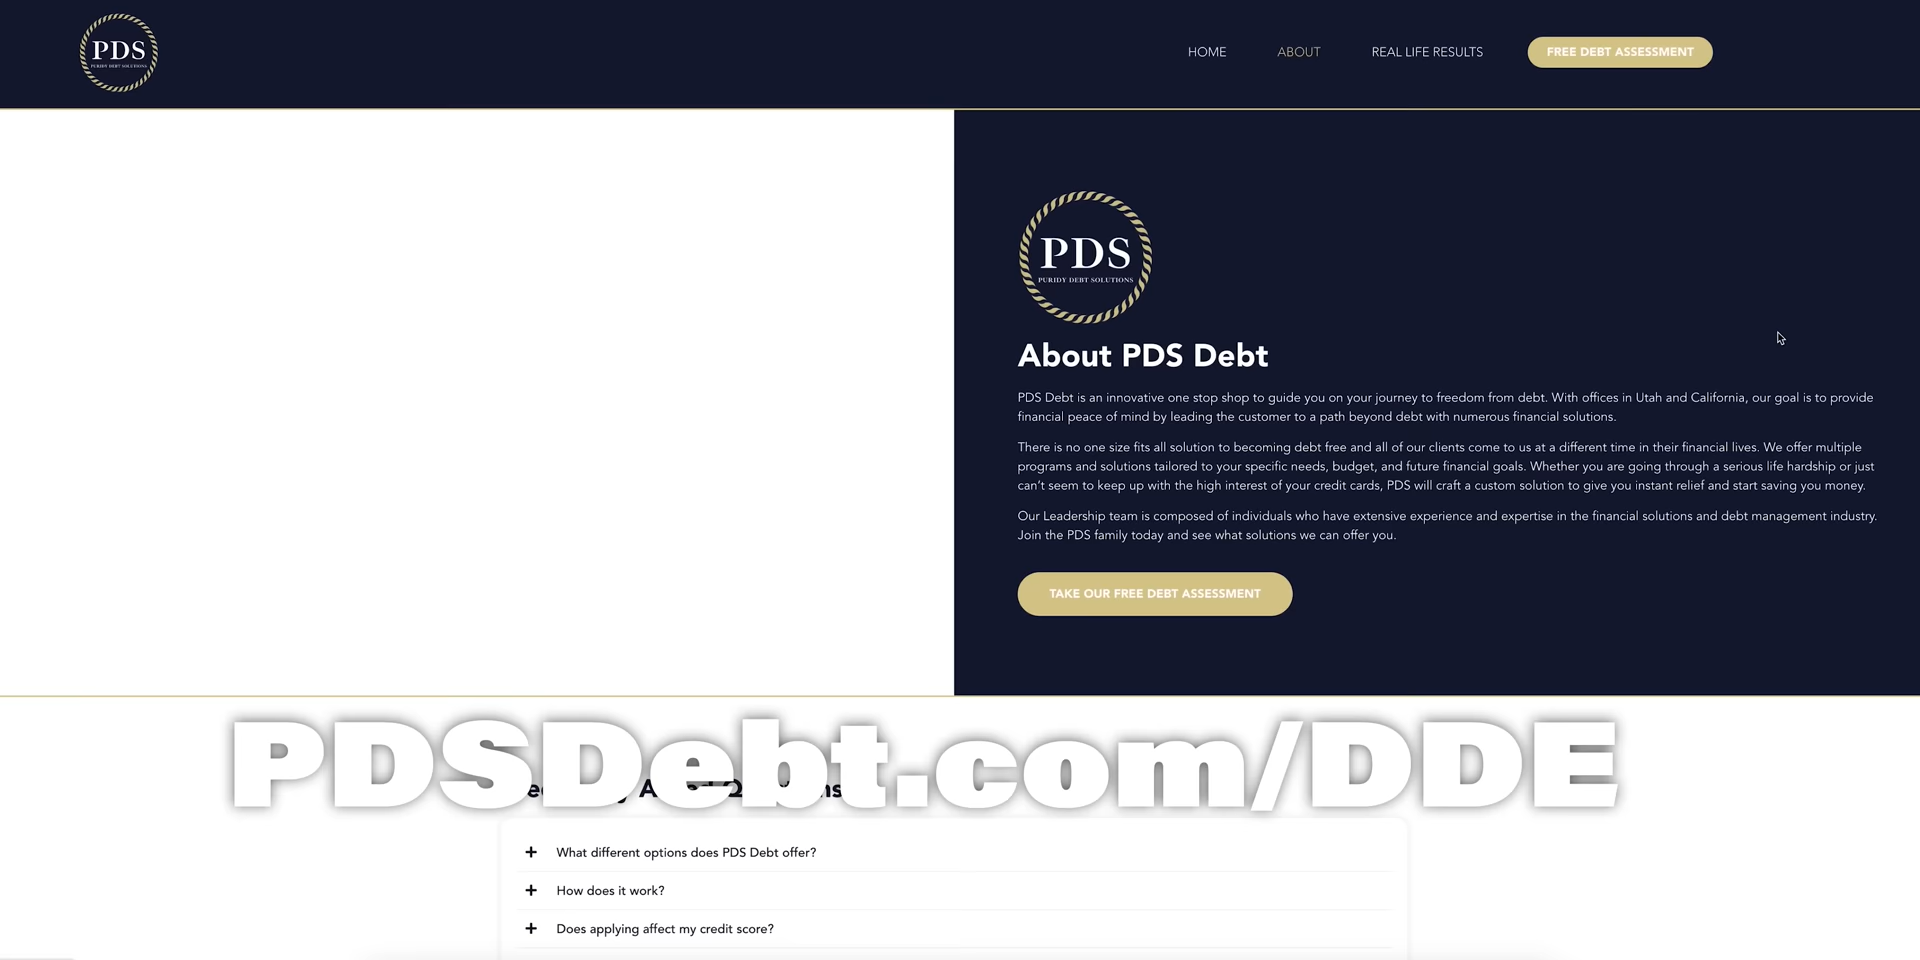 PDS
PURIDY DEBT SOLUTIONS
HOME
ABOUT
REAL LIFE RESULTS
FREE DEBT ASSESSMENT
PDS
PURIDY DEBT SOLUTIONS
About PDS Debt
PDS Debt is an innovative one stop shop to guide you on your journey to freedom from debt. With offices in Utah and California, our goal is to provide
financial peace of mind by leading the customer to a path beyond debt with numerous financial solutions.
There is no one size fits all solution to becoming debt free and all of our clients come to us at a different time in their financial lives. We offer multiple
programs and solutions tailored to your specific needs, budget, and future financial goals. Whether you are going through a serious life hardship or just
can't seem to keep up with the high interest of your credit cards, PDS will craft a custom solution to give you instant relief and start saving you money.
Our Leadership team is composed of individuals who have extensive experience and expertise in the financial solutions and debt management industry.
Join the PDS family today and see what solutions we can offer you.
TAKE OUR FREE DEBT ASSESSMENT
PDSDebt.com/DDE
What different options does PDS Debt offer?
How does it work?
Does applying affect my credit score?